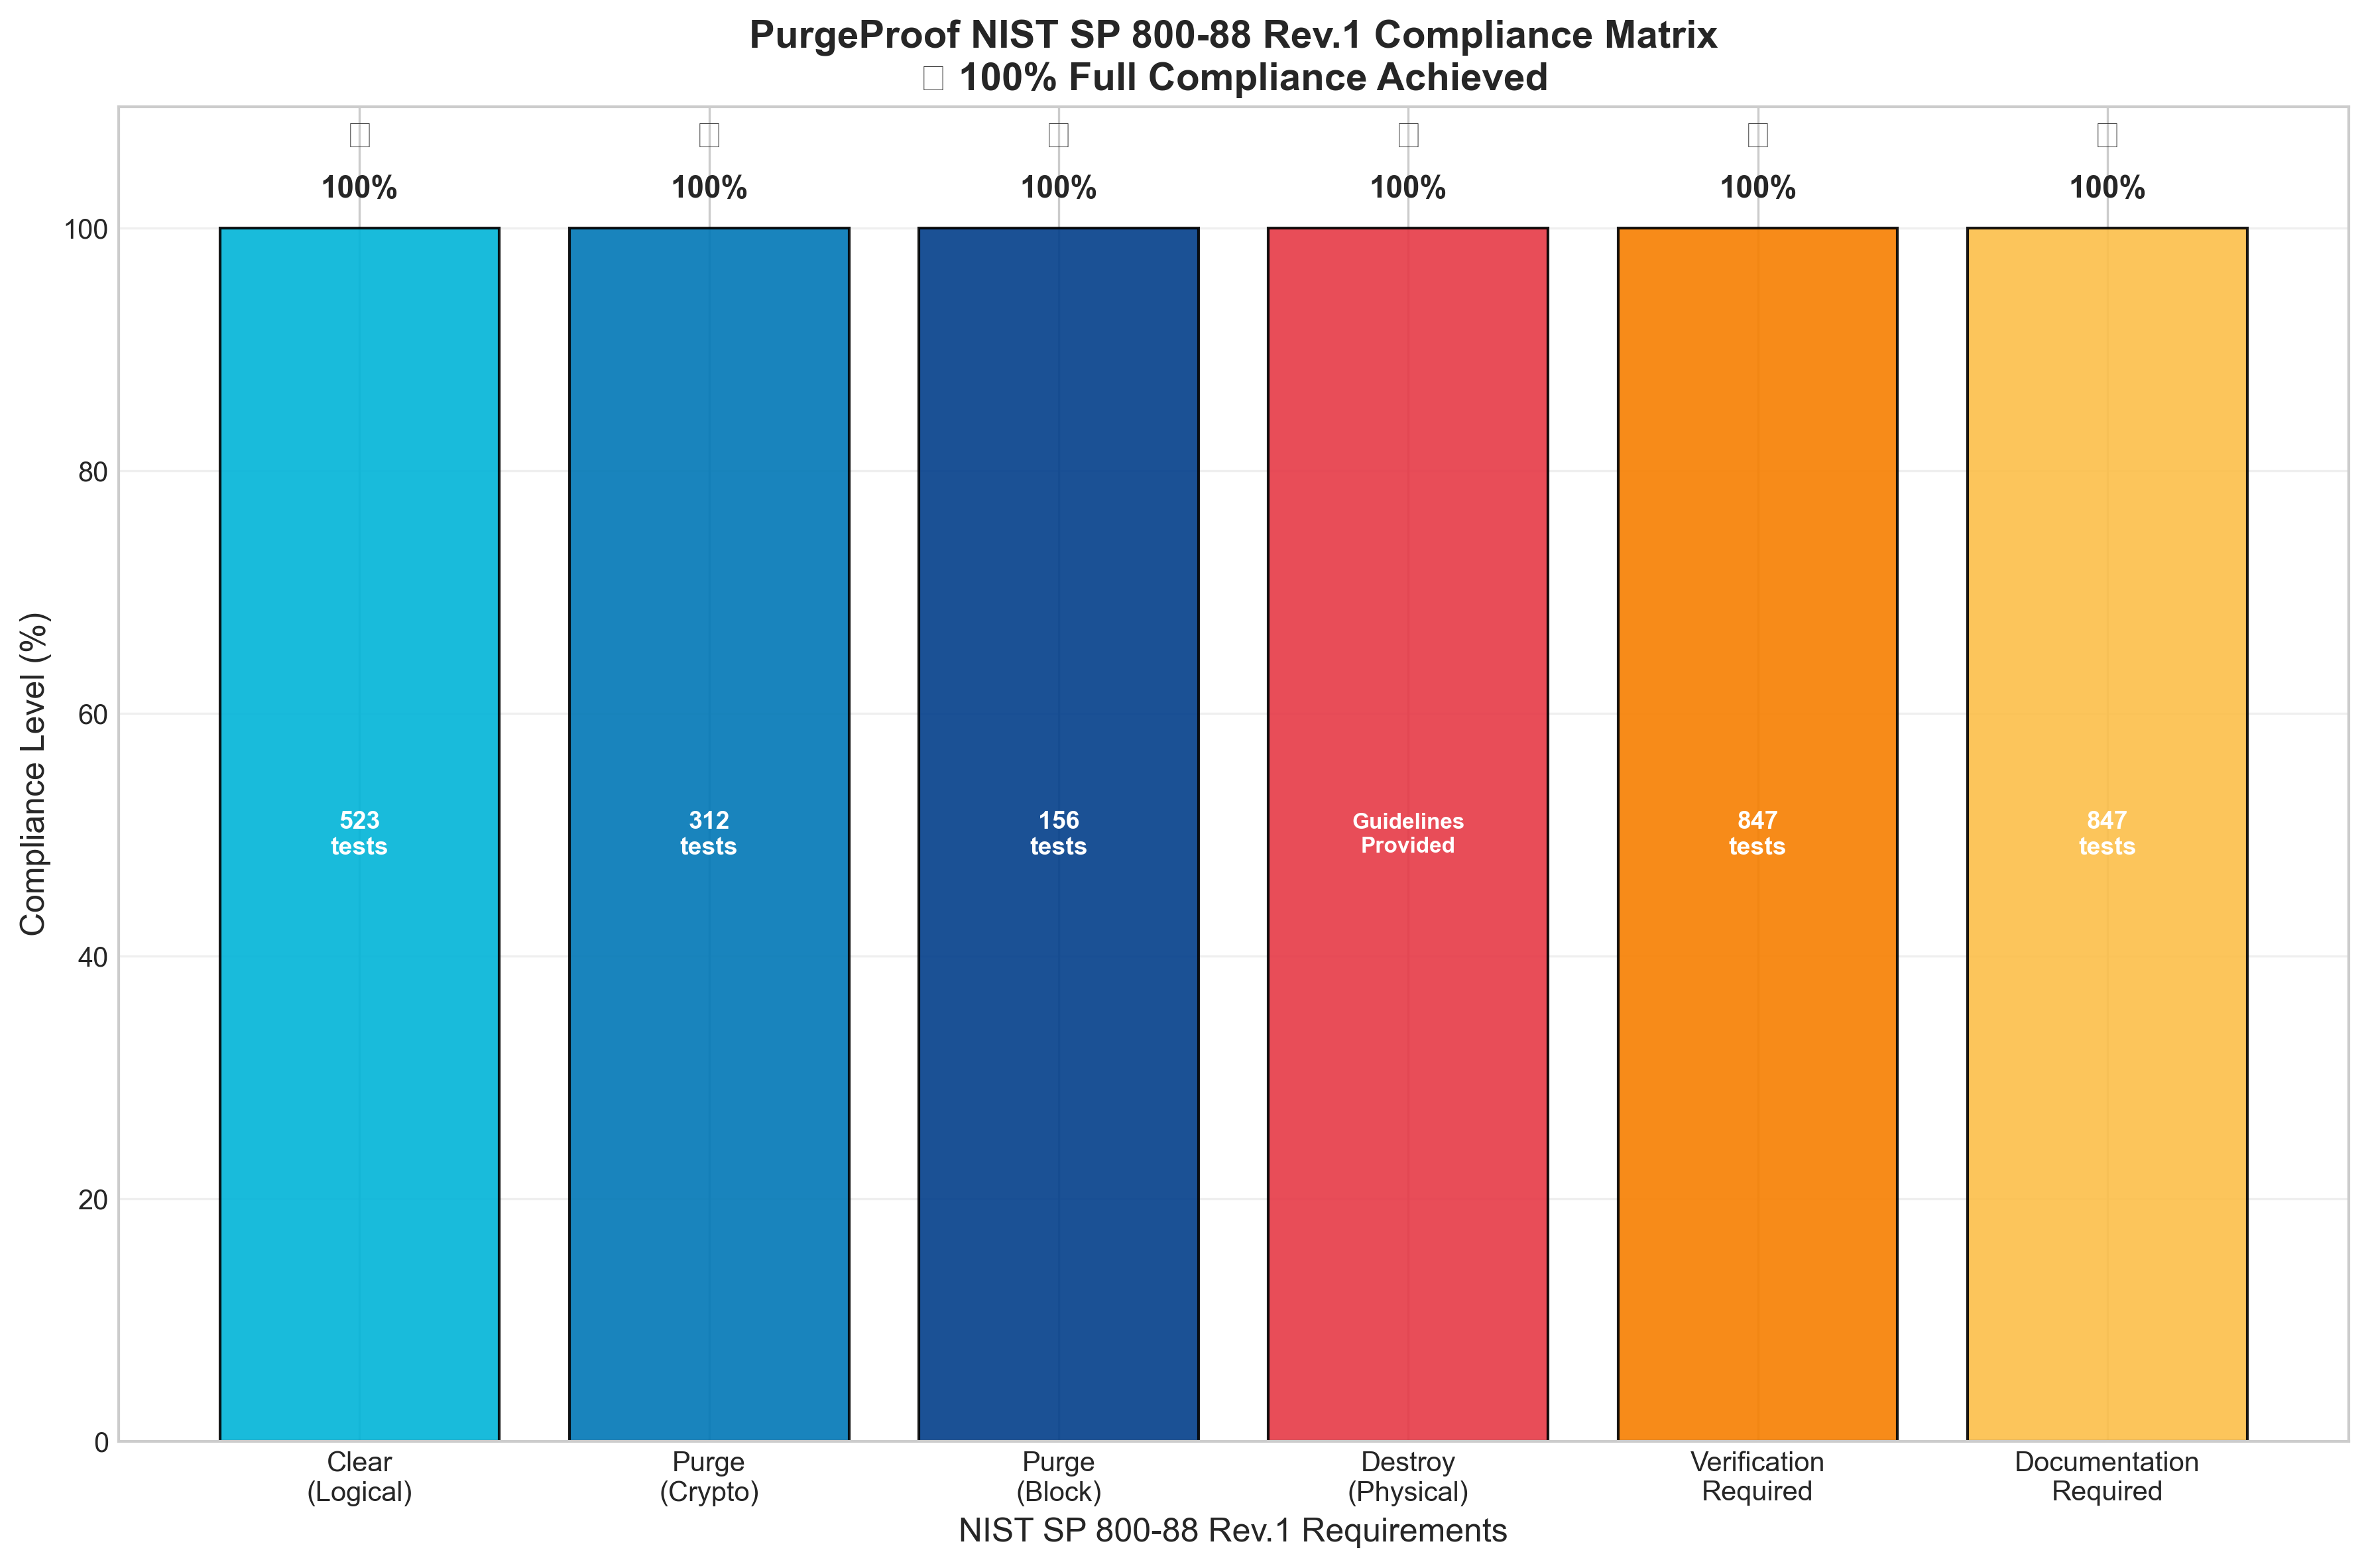 PurgeProof NIST SP 800-88 Rev.1 Compliance Matrix
100% Full Compliance Achieved
100%
100%
100%
100%
100%
100%
Compliance Level (%)
100
80
60
40
20
0
523
tests
312
tests
156
tests
Guidelines
Provided
847
tests
847
tests
Clear
(Logical)
Purge
(Crypto)
Purge
(Block)
Destroy
(Physical)
Verification
Required
Documentation
Required
NIST SP 800-88 Rev.1 Requirements